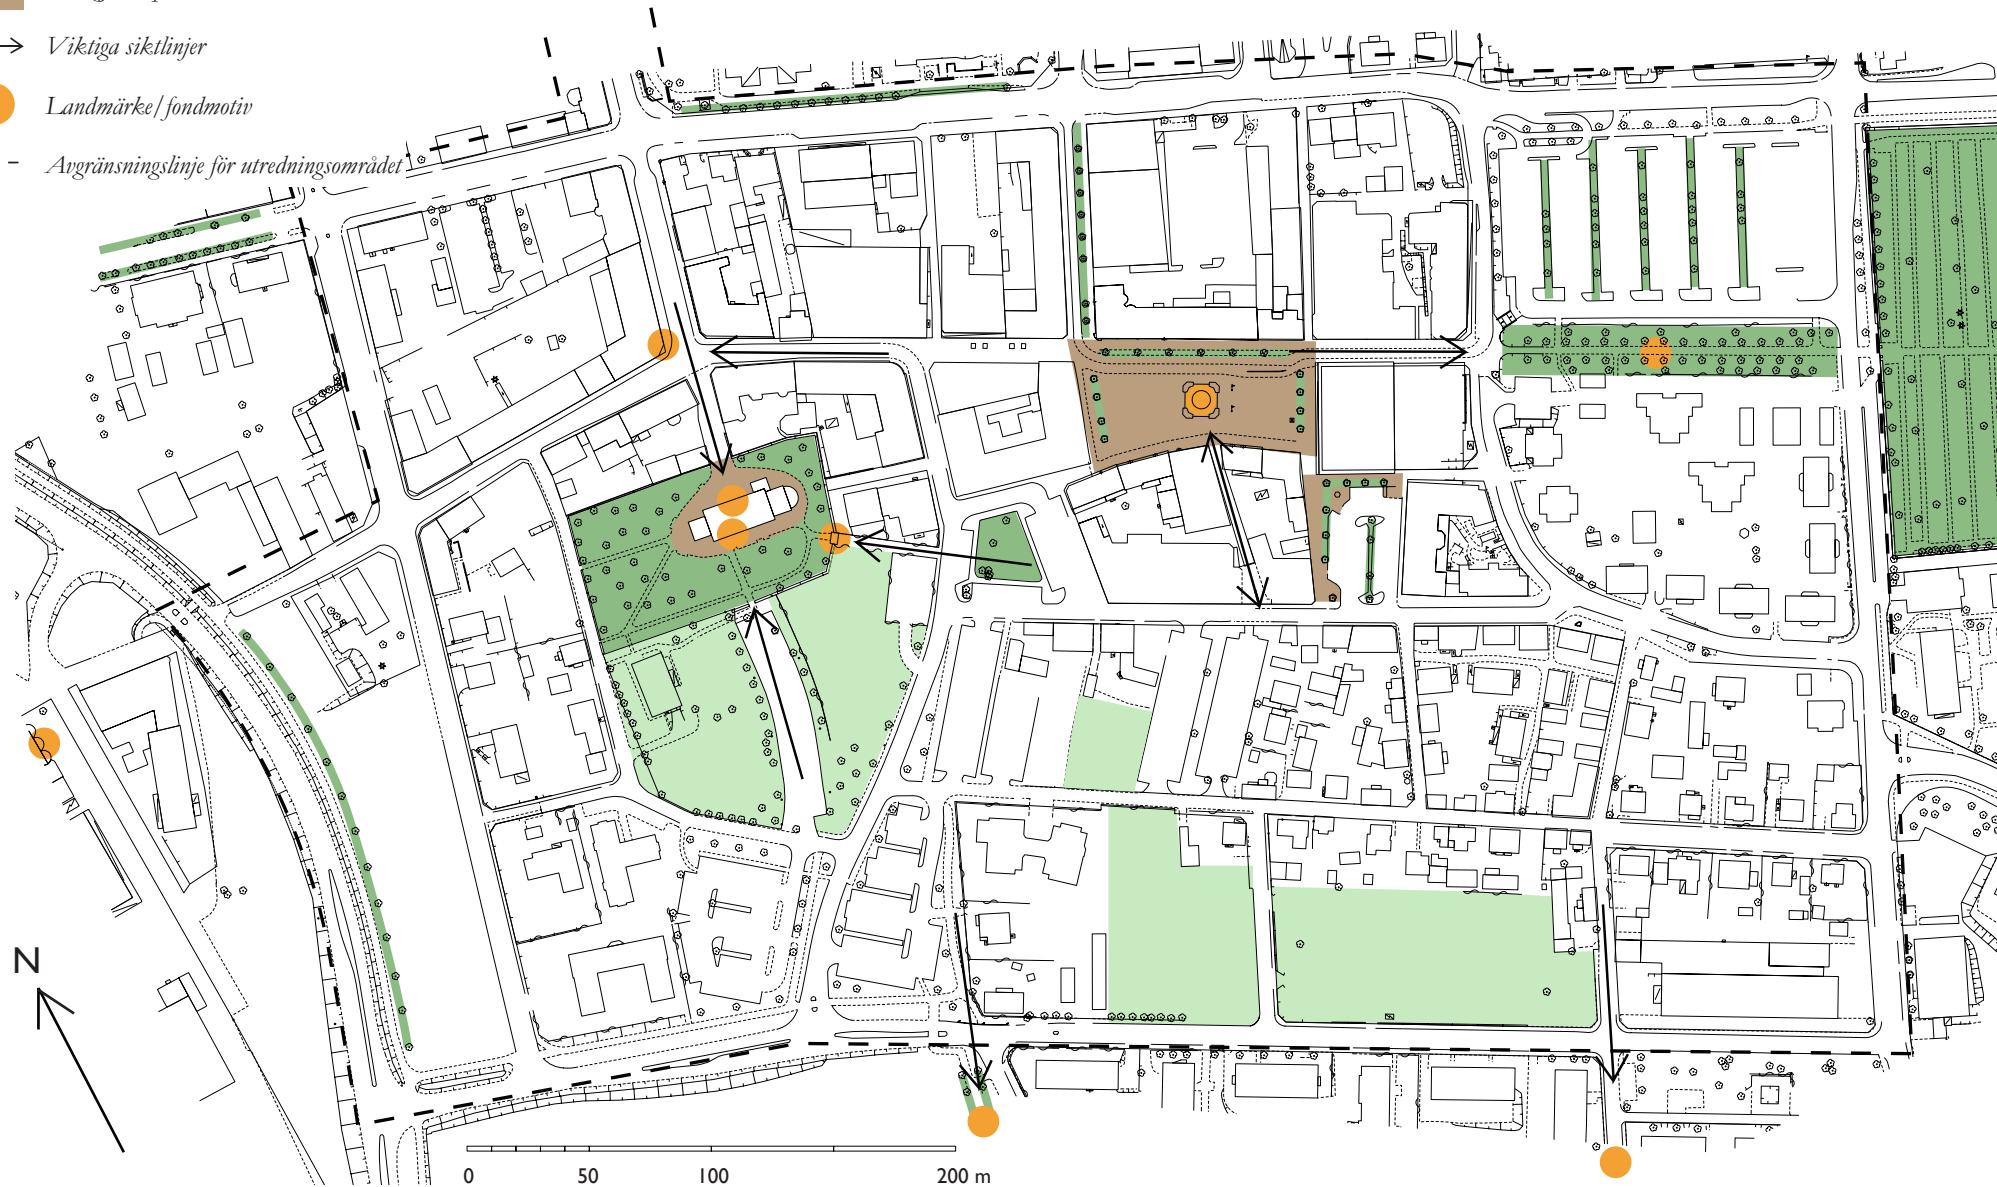 Viktiga siktlinjer
Landmärke/fondmotiv
Avgränsningslinje för utredningsområdet
N
0 50 100 200 m